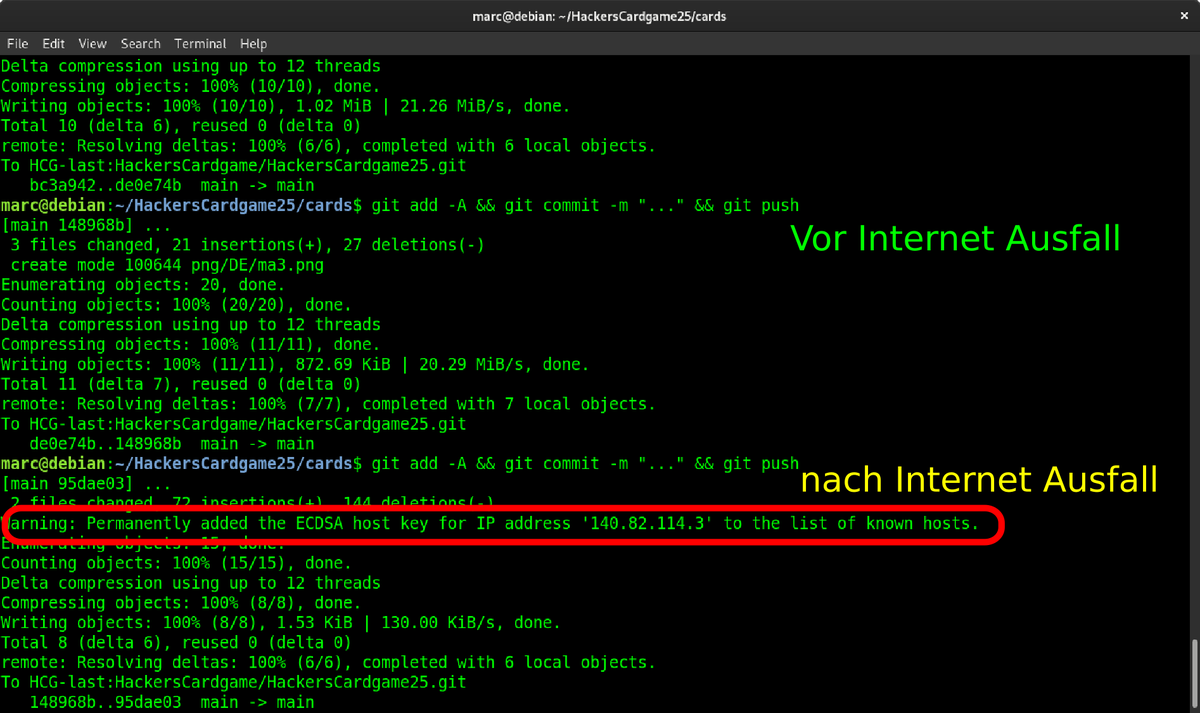 marc@debian: ~/HackersCardgame25/cards
×
File Edit View Search Terminal Help
Delta compression using up to 12 threads
Compressing objects: 100% (10/10), done.
Writing objects: 100% (10/10), 1.02 MiB | 21.26 MiB/s, done.
Total 10 (delta 6), reused 0 (delta 0)
remote: Resolving deltas: 100% (6/6), completed with 6 local objects.
To HCG-last:HackersCardgame/HackersCardgame25.git
   bc3a942..de0e74b  main -> main
marc@debian:~/HackersCardgame25/cards$ git add -A && git commit -m "..." && git push
[main 148968b] ...
Vor Internet Ausfall
 3 files changed, 21 insertions(+), 27 deletions(-)
 create mode 100644 png/DE/ma3.png
Enumerating objects: 20, done.
Counting objects: 100% (20/20), done.
Delta compression using up to 12 threads
Compressing objects: 100% (11/11), done.
Writing objects: 100% (11/11), 872.69 KiB | 20.29 MiB/s, done.
Total 11 (delta 7), reused 0 (delta 0)
remote: Resolving deltas: 100% (7/7), completed with 7 local objects.
To HCG-last:HackersCardgame/HackersCardgame25.git
   de0e74b..148968b  main -> main
marc@debian:~/HackersCardgame25/cards$ git add -A && git commit -m "..." && git push
[main 95dae03] ...
nach Internet Ausfall
 2 files changed, 72 insertions(+), 144 deletions(-)
Warning: Permanently added the ECDSA host key for IP address '140.82.114.3' to the list of known hosts.
Enumerating objects: 15, done.
Counting objects: 100% (15/15), done.
Delta compression using up to 12 threads
Compressing objects: 100% (8/8), done.
Writing objects: 100% (8/8), 1.53 KiB | 130.00 KiB/s, done.
Total 8 (delta 6), reused 0 (delta 0)
remote: Resolving deltas: 100% (6/6), completed with 6 local objects.
To HCG-last:HackersCardgame/HackersCardgame25.git
   148968b..95dae03  main -> main